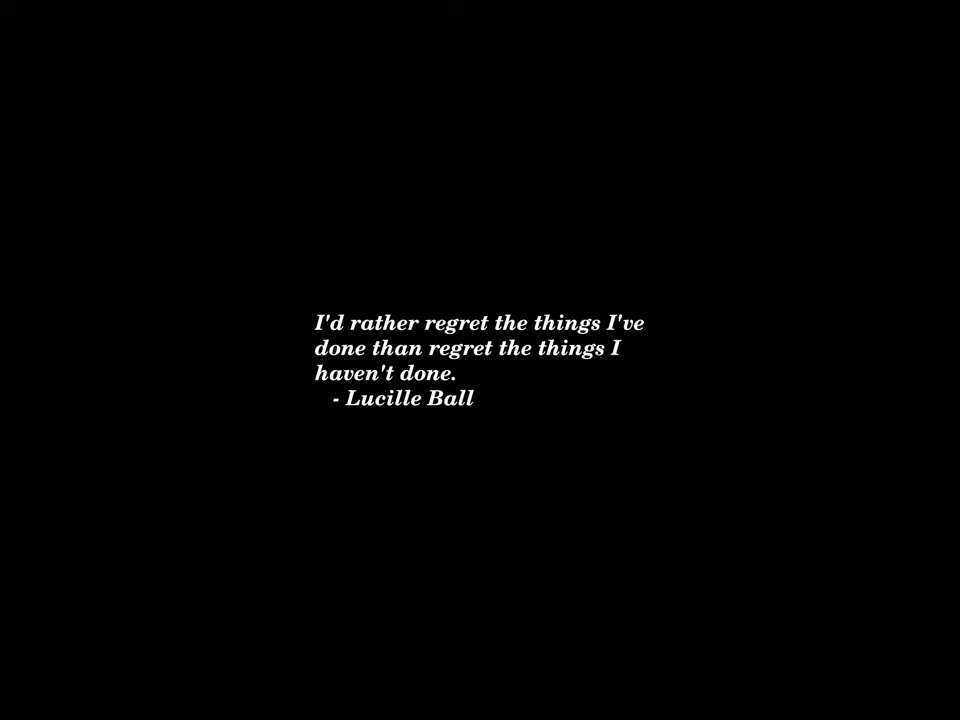 I'd rather regret the things I've
done than regret the things I
haven't done.
- Lucille Ball